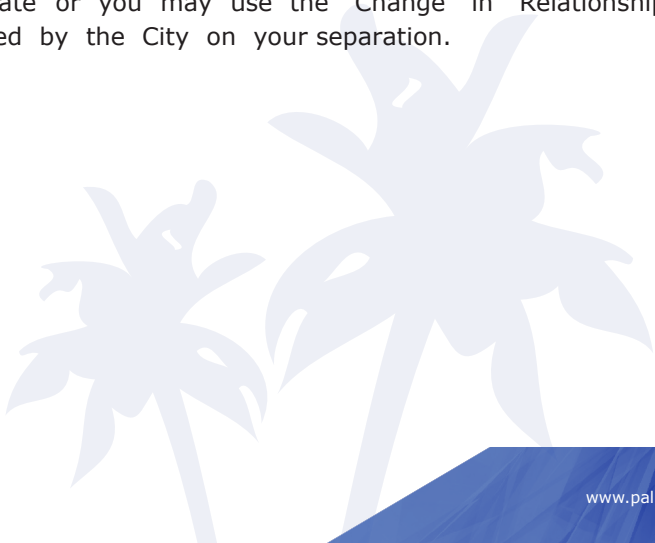 ate or you may use the Change in Relationship
ed by the City on your separation.
www.pal